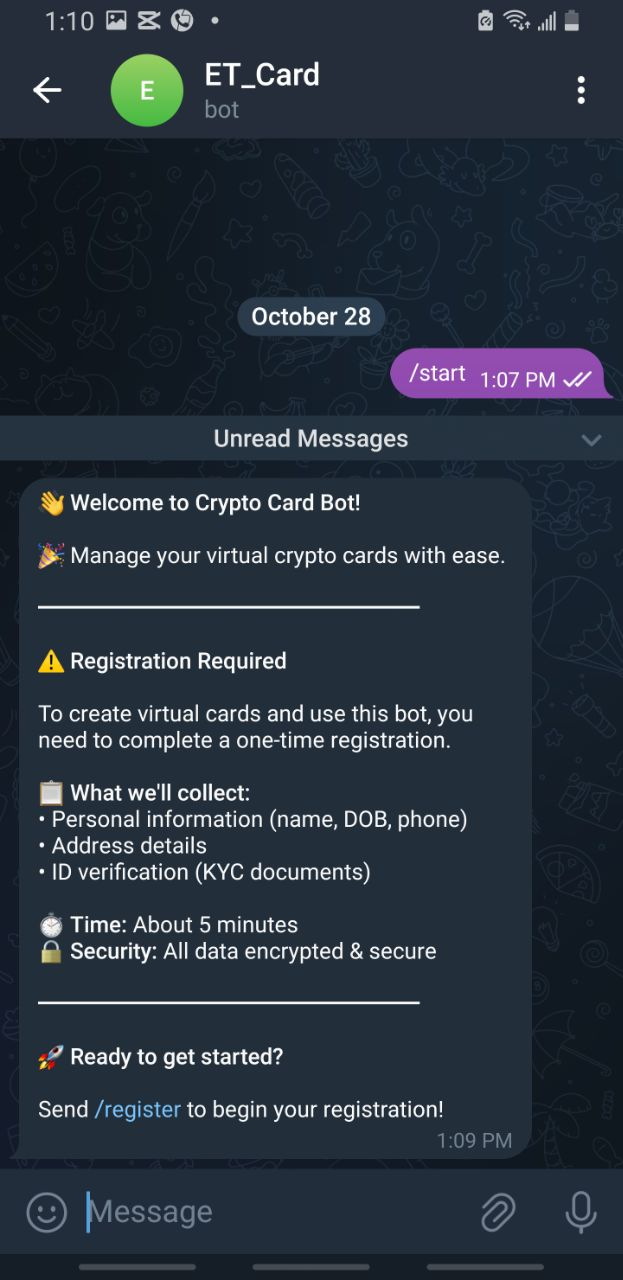 1:10
E
ET_Card
bot
October 28
/start 1:07 PM
Unread Messages
👋 Welcome to Crypto Card Bot!
🎉 Manage your virtual crypto cards with ease.
⚠️ Registration Required
To create virtual cards and use this bot, you
need to complete a one-time registration.
📋 What we'll collect:
• Personal information (name, DOB, phone)
• Address details
• ID verification (KYC documents)
⏱️ Time: About 5 minutes
🔒 Security: All data encrypted & secure
🚀 Ready to get started?
Send /register to begin your registration!
1:09 PM
Message